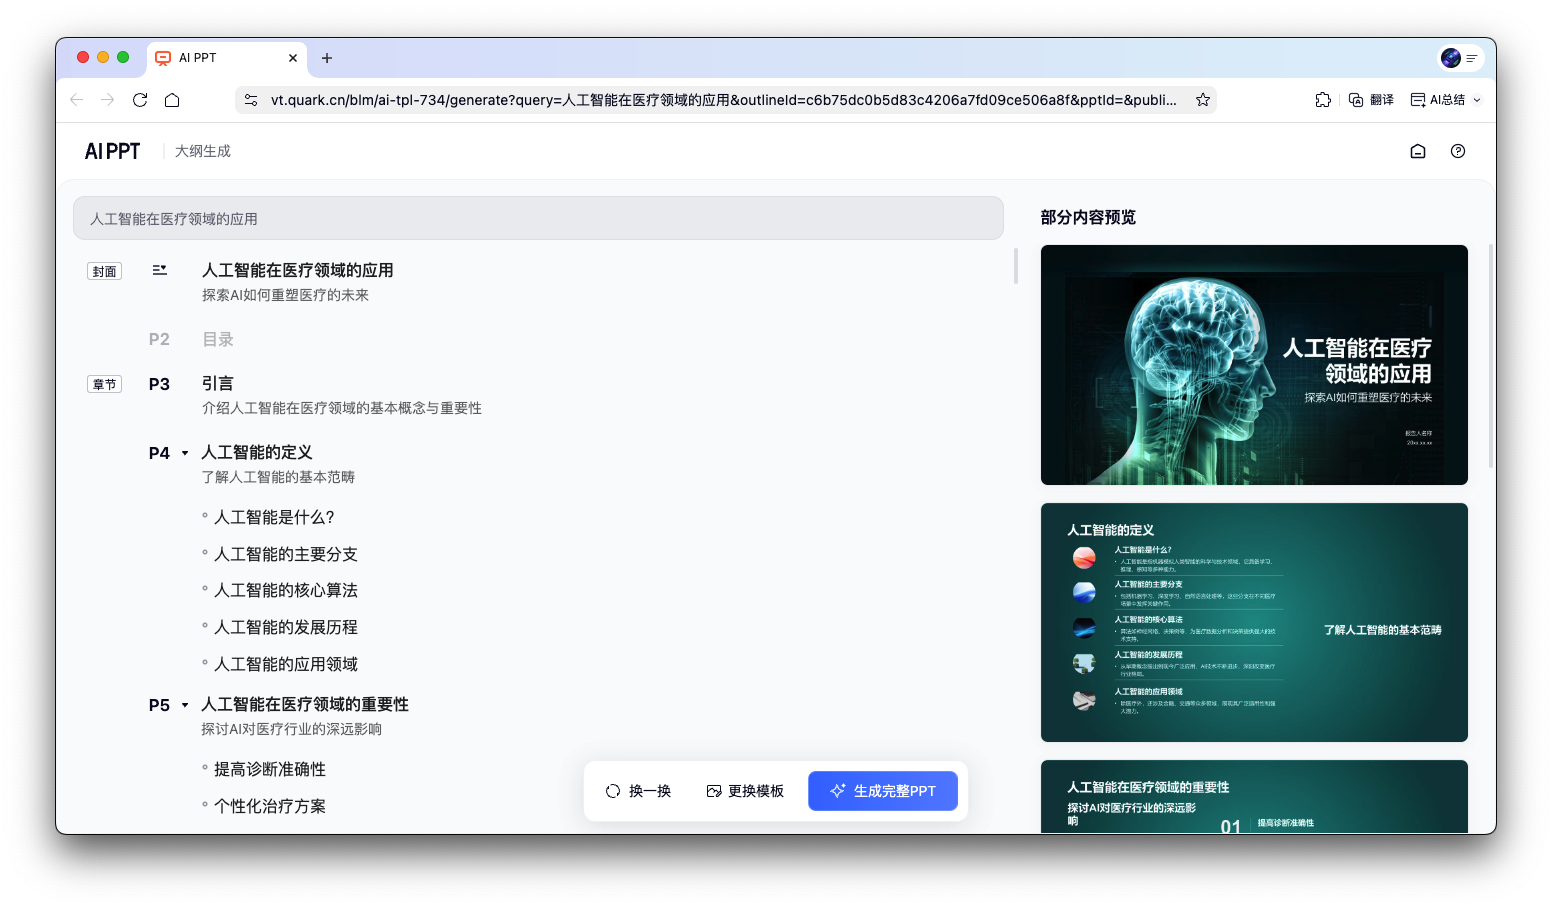 AI PPT
vt.quark.cn/blm/ai-tpl-734/generate?query=人工智能在医疗领域的应用&outlineId=c6b75dc0b5d83c4206a7fd09ce506a8f&pptId=&publi...
翻译
AI总结
AI PPT
大纲生成
人工智能在医疗领域的应用
封面
人工智能在医疗领域的应用
探索AI如何重塑医疗的未来
P2
目录
章节
P3
引言
介绍人工智能在医疗领域的基本概念与重要性
P4
人工智能的定义
了解人工智能的基本范畴
人工智能是什么?
人工智能的主要分支
人工智能的核心算法
人工智能的发展历程
人工智能的应用领域
P5
人工智能在医疗领域的重要性
探讨AI对医疗行业的深远影响
提高诊断准确性
个性化治疗方案
换一换
更换模板
生成完整PPT
部分内容预览
人工智能在医疗
领域的应用
探索AI如何重塑医疗的未来
报告人名称
20xx.xx.xx
人工智能的定义
人工智能是什么?
人工智能的主要分支
人工智能的核心算法
人工智能的发展历程
人工智能的应用领域
了解人工智能的基本范畴
人工智能在医疗领域的重要性
探讨AI对医疗行业的深远影
响
01
提高诊断准确性